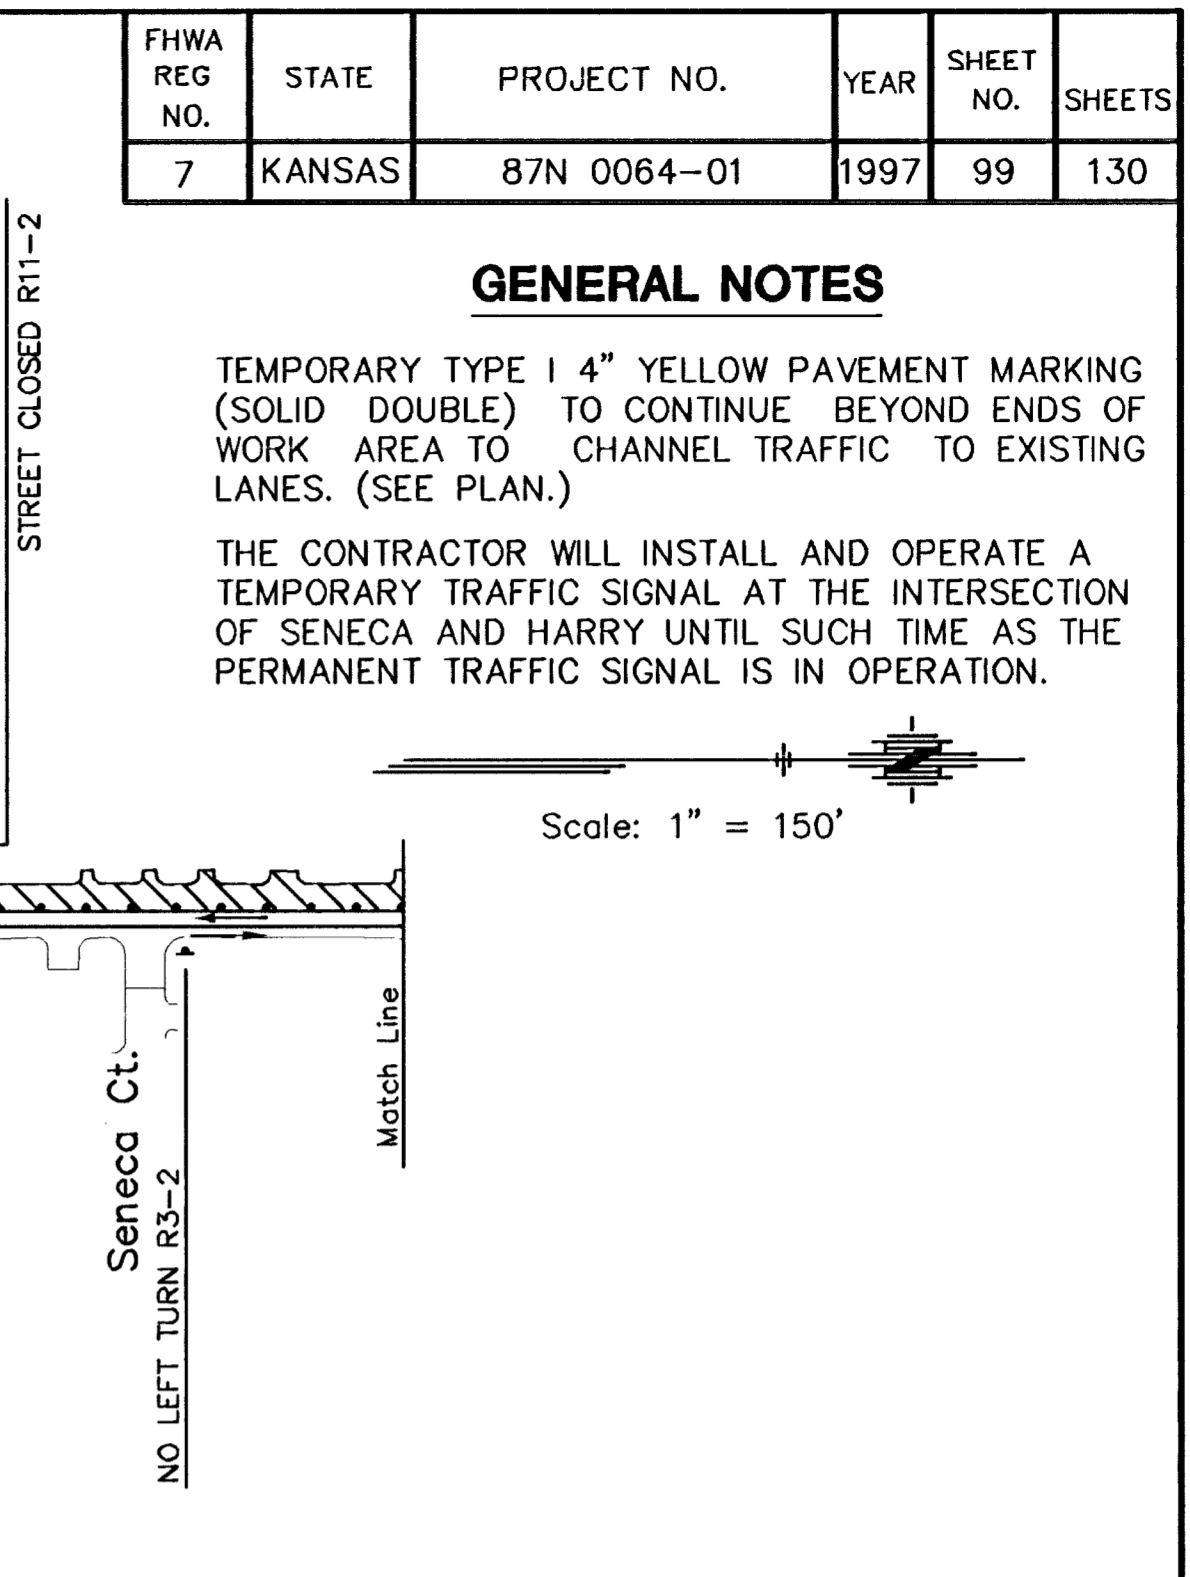 FHWA REG NO. STATE PROJECT NO. YEAR SHEET NO. SHEETS
7 KANSAS 87N 0064-01 1997 99 130
STREET CLOSED R11-2
GENERAL NOTES
TEMPORARY TYPE I 4" YELLOW PAVEMENT MARKING
(SOLID DOUBLE) TO CONTINUE BEYOND ENDS OF
WORK AREA TO CHANNEL TRAFFIC TO EXISTING
LANES. (SEE PLAN.)
THE CONTRACTOR WILL INSTALL AND OPERATE A
TEMPORARY TRAFFIC SIGNAL AT THE INTERSECTION
OF SENECA AND HARRY UNTIL SUCH TIME AS THE
PERMANENT TRAFFIC SIGNAL IS IN OPERATION.
Scale: 1" = 150'
Match Line
Seneca Ct.
NO LEFT TURN R3-2